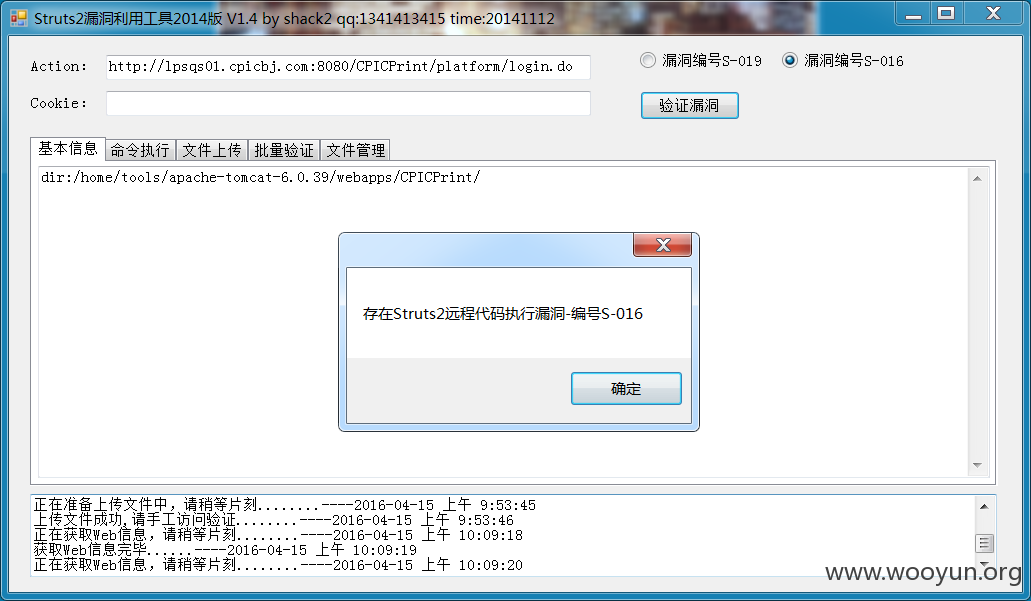 Struts2漏洞利用工具2014版 V1.4 by shack2 qq:1341413415 time:20141112
Action: http://lpsqs01.cpicbj.com:8080/CPICPrint/platform/login.do 漏洞编号S-019 漏洞编号S-016
Cookie: 验证漏洞
基本信息 命令执行 文件上传 批量验证 文件管理
dir:/home/tools/apache-tomcat-6.0.39/webapps/CPICPrint/
存在Struts2远程代码执行漏洞-编号S-016
确定
正在准备上传文件中，请稍等片刻........----2016-04-15 上午 9:53:45
上传文件成功,请手工访问验证........----2016-04-15 上午 9:53:46
正在获取Web信息，请稍等片刻........----2016-04-15 上午 10:09:18
获取Web信息完毕......----2016-04-15 上午 10:09:19
正在获取Web信息，请稍等片刻........----2016-04-15 上午 10:09:20
www.wooyun.org